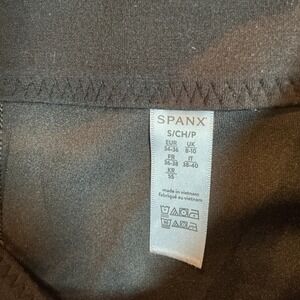 SPANX
S/CH/P
EUR UK
34-36 8-10
FR IT
36-38 38-40
KR
55
made in vietnam
fabriqué au vietnam